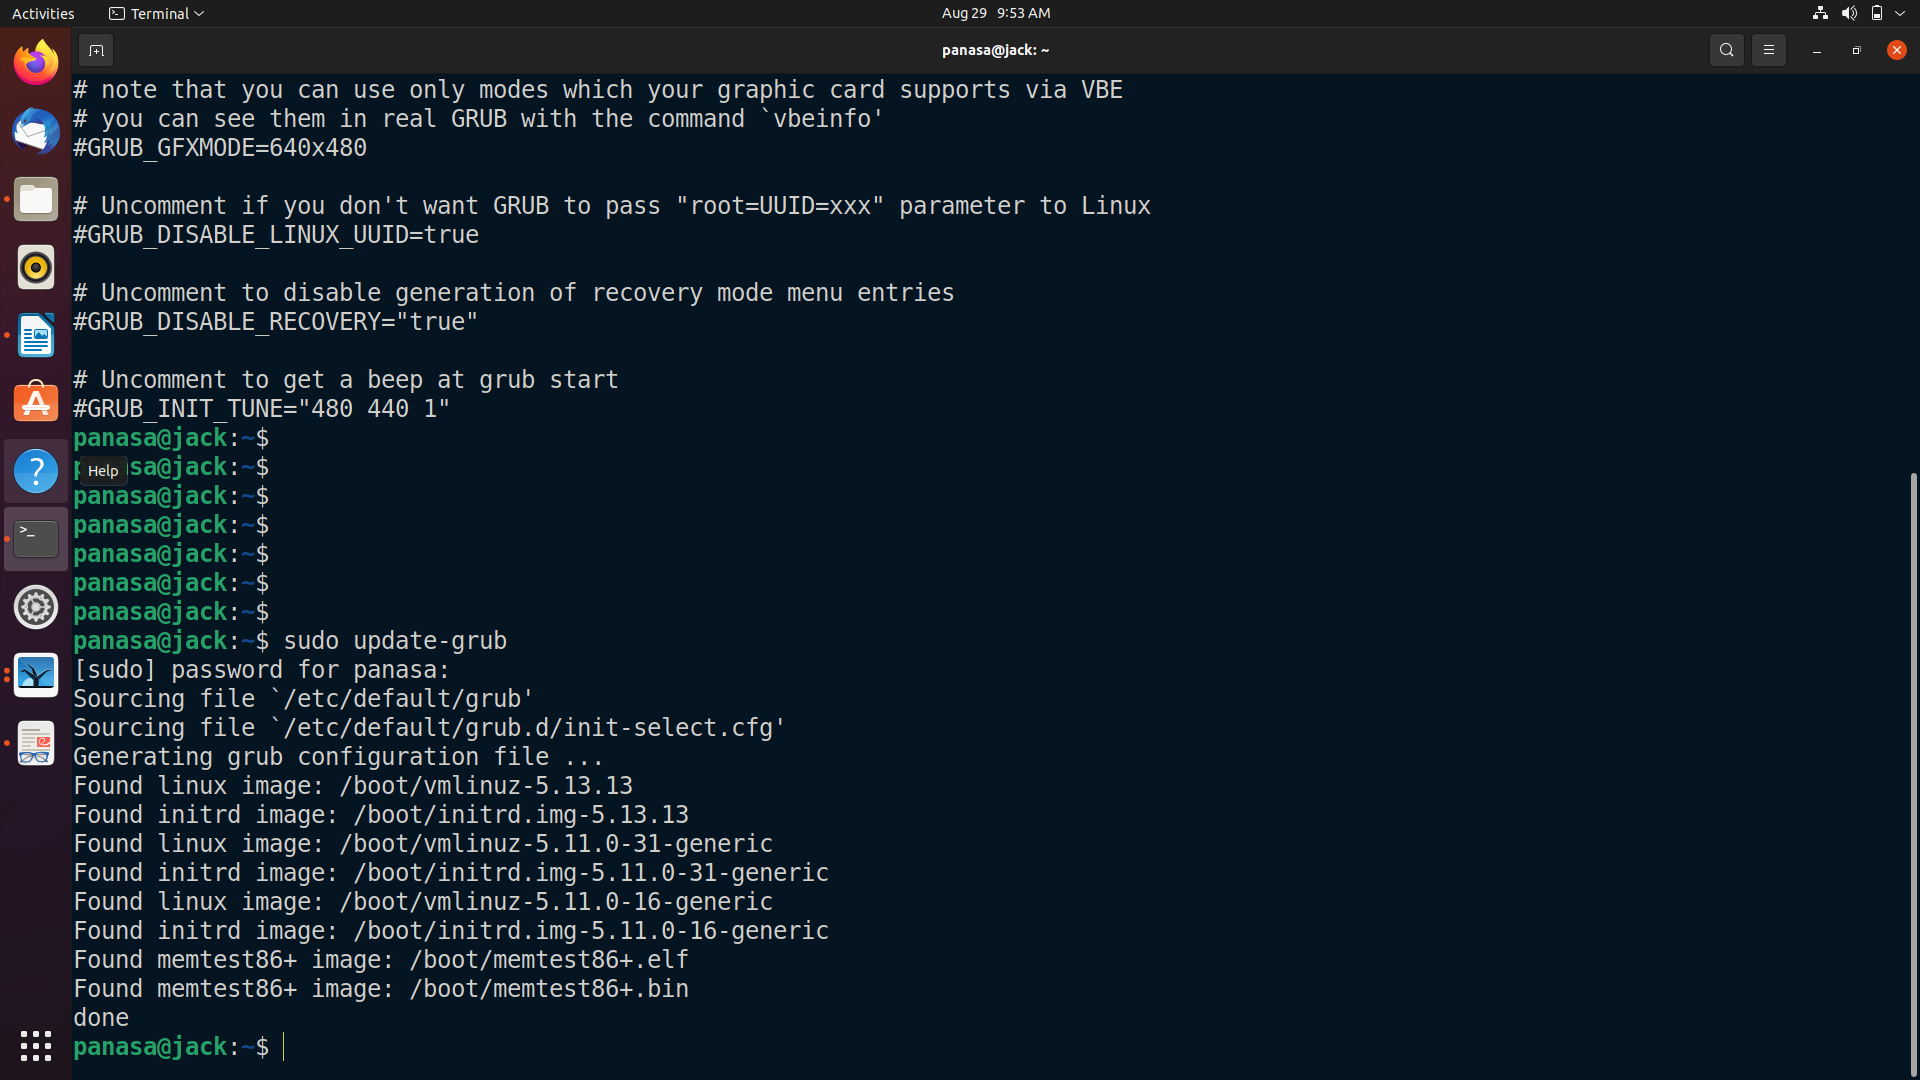 Activities
Terminal
Aug 29 9:53 AM
panasa@jack: ~
# note that you can use only modes which your graphic card supports via VBE
# you can see them in real GRUB with the command `vbeinfo'
#GRUB_GFXMODE=640x480
# Uncomment if you don't want GRUB to pass "root=UUID=xxx" parameter to Linux
#GRUB_DISABLE_LINUX_UUID=true
# Uncomment to disable generation of recovery mode menu entries
#GRUB_DISABLE_RECOVERY="true"
# Uncomment to get a beep at grub start
#GRUB_INIT_TUNE="480 440 1"
panasa@jack:~$
Help
sa@jack:~$
panasa@jack:~$
panasa@jack:~$
panasa@jack:~$
panasa@jack:~$
panasa@jack:~$
panasa@jack:~$ sudo update-grub
[sudo] password for panasa:
Sourcing file `/etc/default/grub'
Sourcing file `/etc/default/grub.d/init-select.cfg'
Generating grub configuration file ...
Found linux image: /boot/vmlinuz-5.13.13
Found initrd image: /boot/initrd.img-5.13.13
Found linux image: /boot/vmlinuz-5.11.0-31-generic
Found initrd image: /boot/initrd.img-5.11.0-31-generic
Found linux image: /boot/vmlinuz-5.11.0-16-generic
Found initrd image: /boot/initrd.img-5.11.0-16-generic
Found memtest86+ image: /boot/memtest86+.elf
Found memtest86+ image: /boot/memtest86+.bin
done
panasa@jack:~$